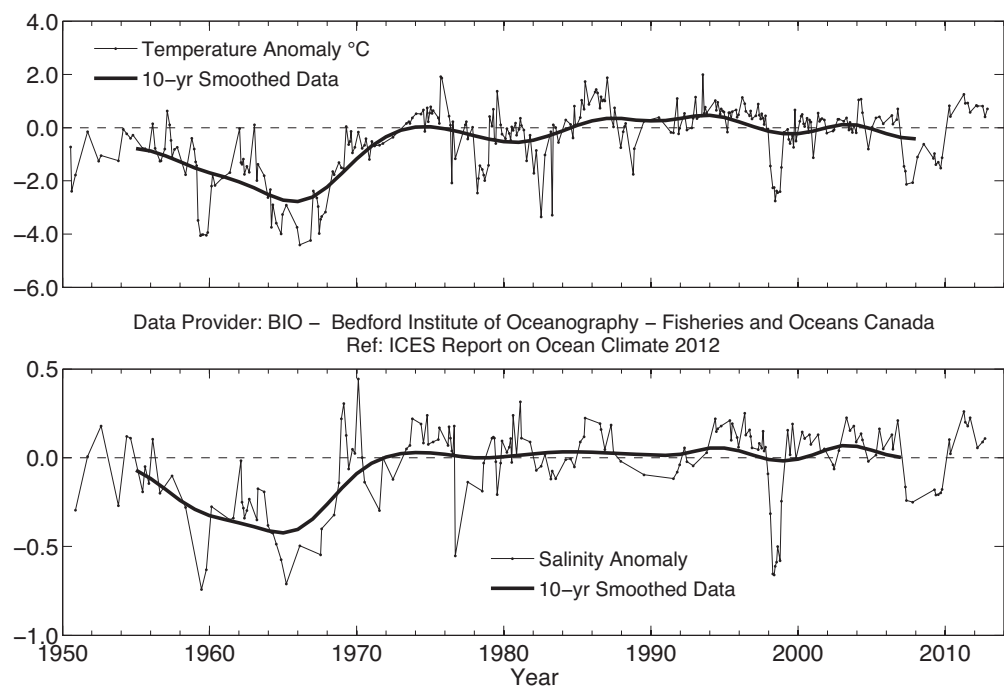 4.0
2.0
0.0
−2.0
−4.0
−6.0
Temperature Anomaly °C
10−yr Smoothed Data
Data Provider: BIO − Bedford Institute of Oceanography − Fisheries and Oceans Canada
Ref: ICES Report on Ocean Climate 2012
0.5
0.0
−0.5
−1.0
Salinity Anomaly
10−yr Smoothed Data
1950 1960 1970 1980 1990 2000 2010
Year